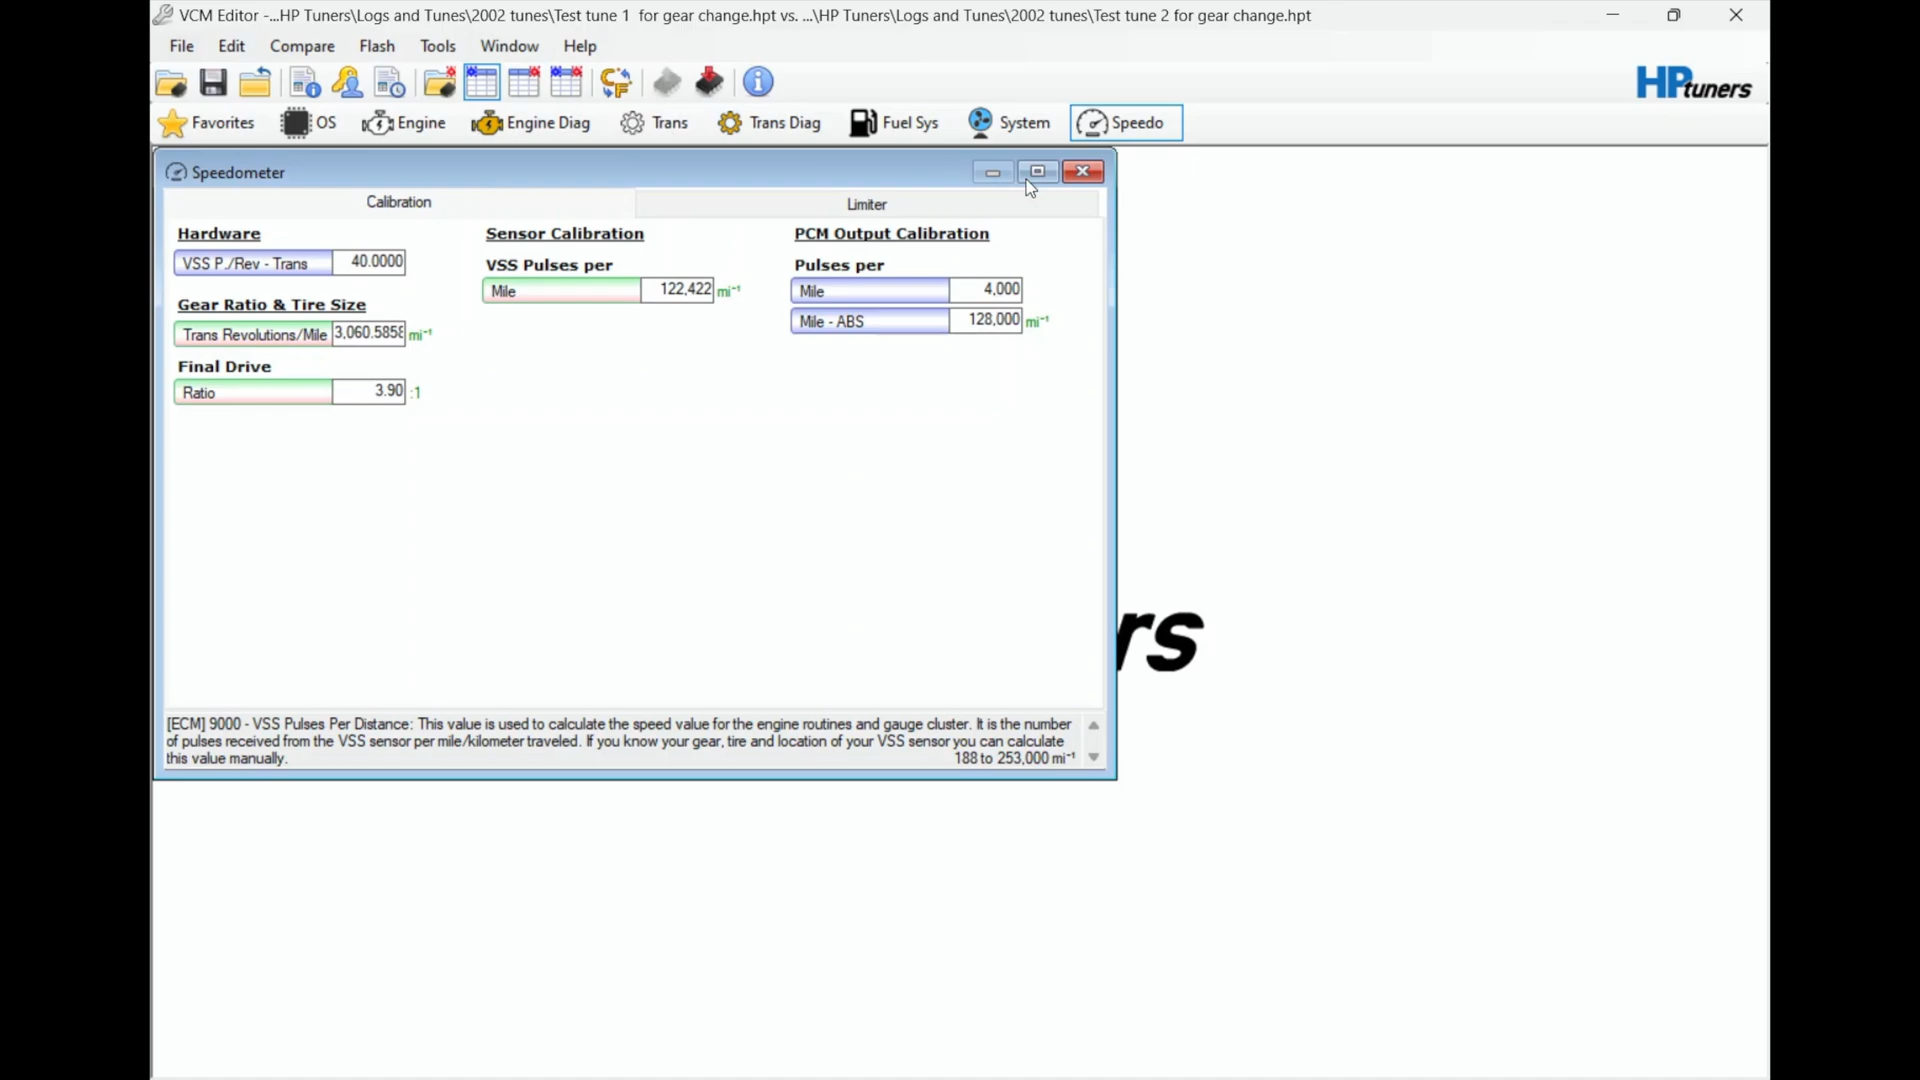 VCM Editor -...HP Tuners\Logs and Tunes\2002 tunes\Test tune 1  for gear change.hpt vs. ...\HP Tuners\Logs and Tunes\2002 tunes\Test tune 2 for gear change.hpt
File Edit Compare Flash Tools Window Help
HPtuners
Favorites OS Engine Engine Diag Trans Trans Diag Fuel Sys System Speedo
Speedometer
Calibration Limiter
Hardware Sensor Calibration PCM Output Calibration
VSS P./Rev - Trans 40.0000 VSS Pulses per Pulses per
Mile 122,422 mi⁻¹ Mile 4,000
Gear Ratio & Tire Size
Mile - ABS 128,000 mi⁻¹
Trans Revolutions/Mile 3,060.5858 mi⁻¹
Final Drive
Ratio 3.90 :1
rs
[ECM] 9000 - VSS Pulses Per Distance: This value is used to calculate the speed value for the engine routines and gauge cluster. It is the number
of pulses received from the VSS sensor per mile/kilometer traveled. If you know your gear, tire and location of your VSS sensor you can calculate
this value manually. 188 to 253,000 mi⁻¹